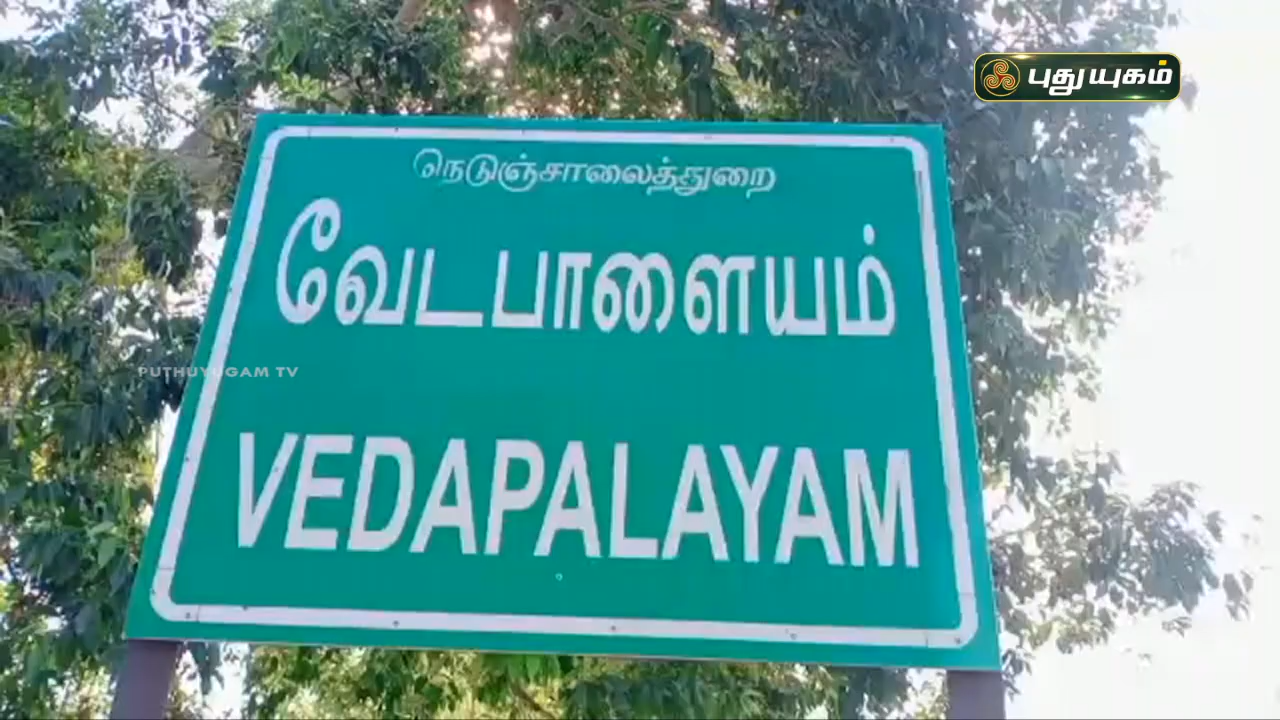 புதுயுகம்
நெடுஞ்சாலைத்துறை
வேடபாளையம்
PUTHUYUGAM TV
VEDAPALAYAM